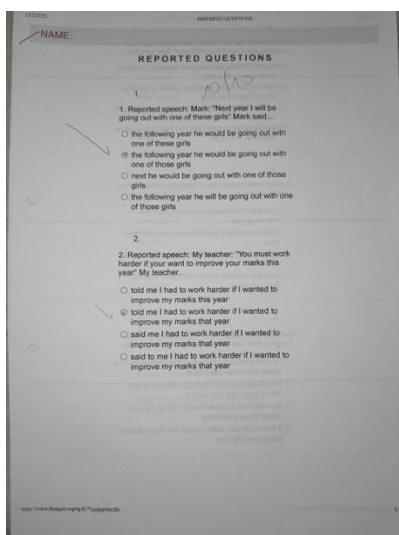 12/7/2023
REPORTED QUESTIONS
NAME:
REPORTED QUESTIONS
10/10
1.
1. Reported speech: Mark: "Next year I will be
going out with one of these girls" Mark said...
the following year he would be going out with
one of these girls
the following year he would be going out with
one of those girls
next he would be going out with one of those
girls
the following year he will be going out with one
of those girls
2.
2. Reported speech: My teacher: "You must work
harder if your want to improve your marks this
year" My teacher...
told me I had to work harder if I wanted to
improve my marks this year
told me I had to work harder if I wanted to
improve my marks that year
said me I had to work harder if I wanted to
improve my marks that year
said to me I had to work harder if I wanted to
improve my marks that year